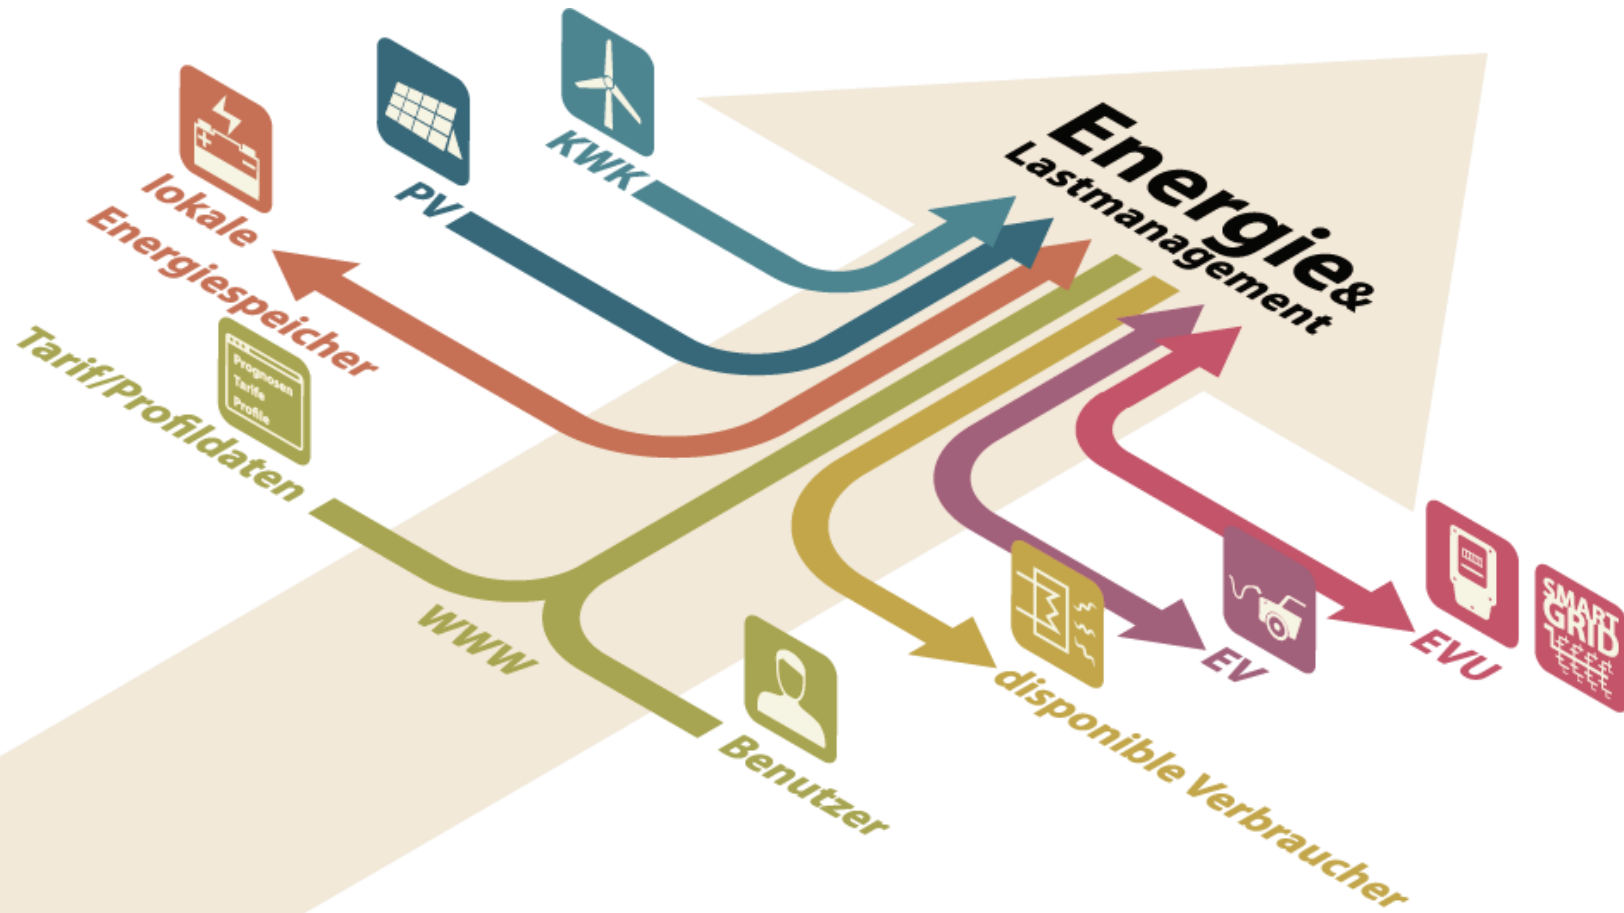 KWK
PV
lokale
Energiespeicher
Energie&
Lastmanagement
Tarif/Profildaten
Prognosen
Tarife
Profile
WWW
Benutzer
disponible Verbraucher
EV
EVU
SMART
GRID